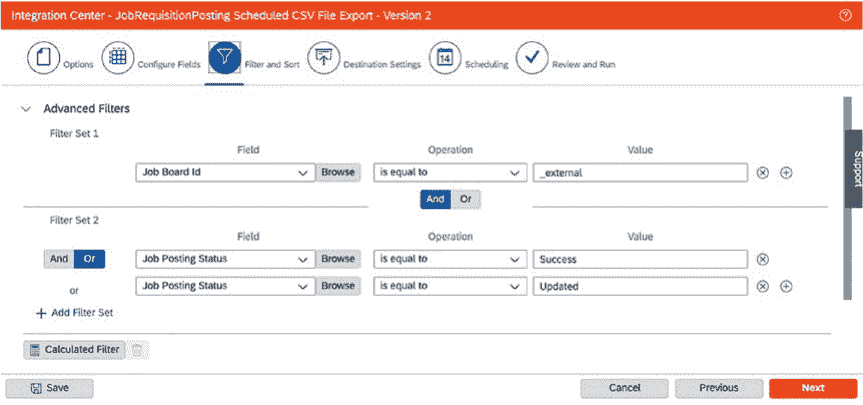 Integration Center - JobRequisitionPosting Scheduled CSV File Export - Version 2
Options Configure Fields Filter and Sort Destination Settings 14 Scheduling Review and Run
Advanced Filters
Filter Set 1
Field Operation Value
Job Board Id Browse is equal to _external
And Or
Filter Set 2
Field Operation Value
And Or Job Posting Status Browse is equal to Success
or Job Posting Status Browse is equal to Updated
+ Add Filter Set
Calculated Filter
Support
Save Cancel Previous Next